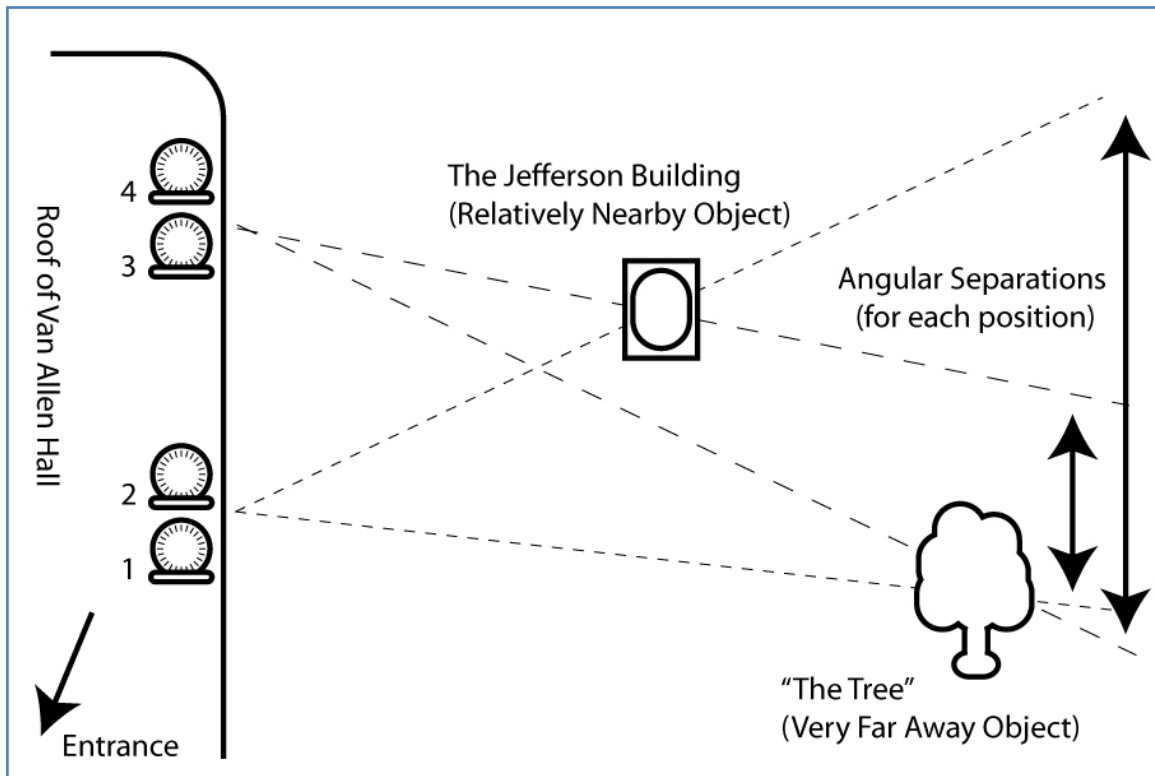 The Jefferson Building
(Relatively Nearby Object)
4
3
Roof of Van Allen Hall
Angular Separations
(for each position)
2
1
“The Tree”
(Very Far Away Object)
Entrance